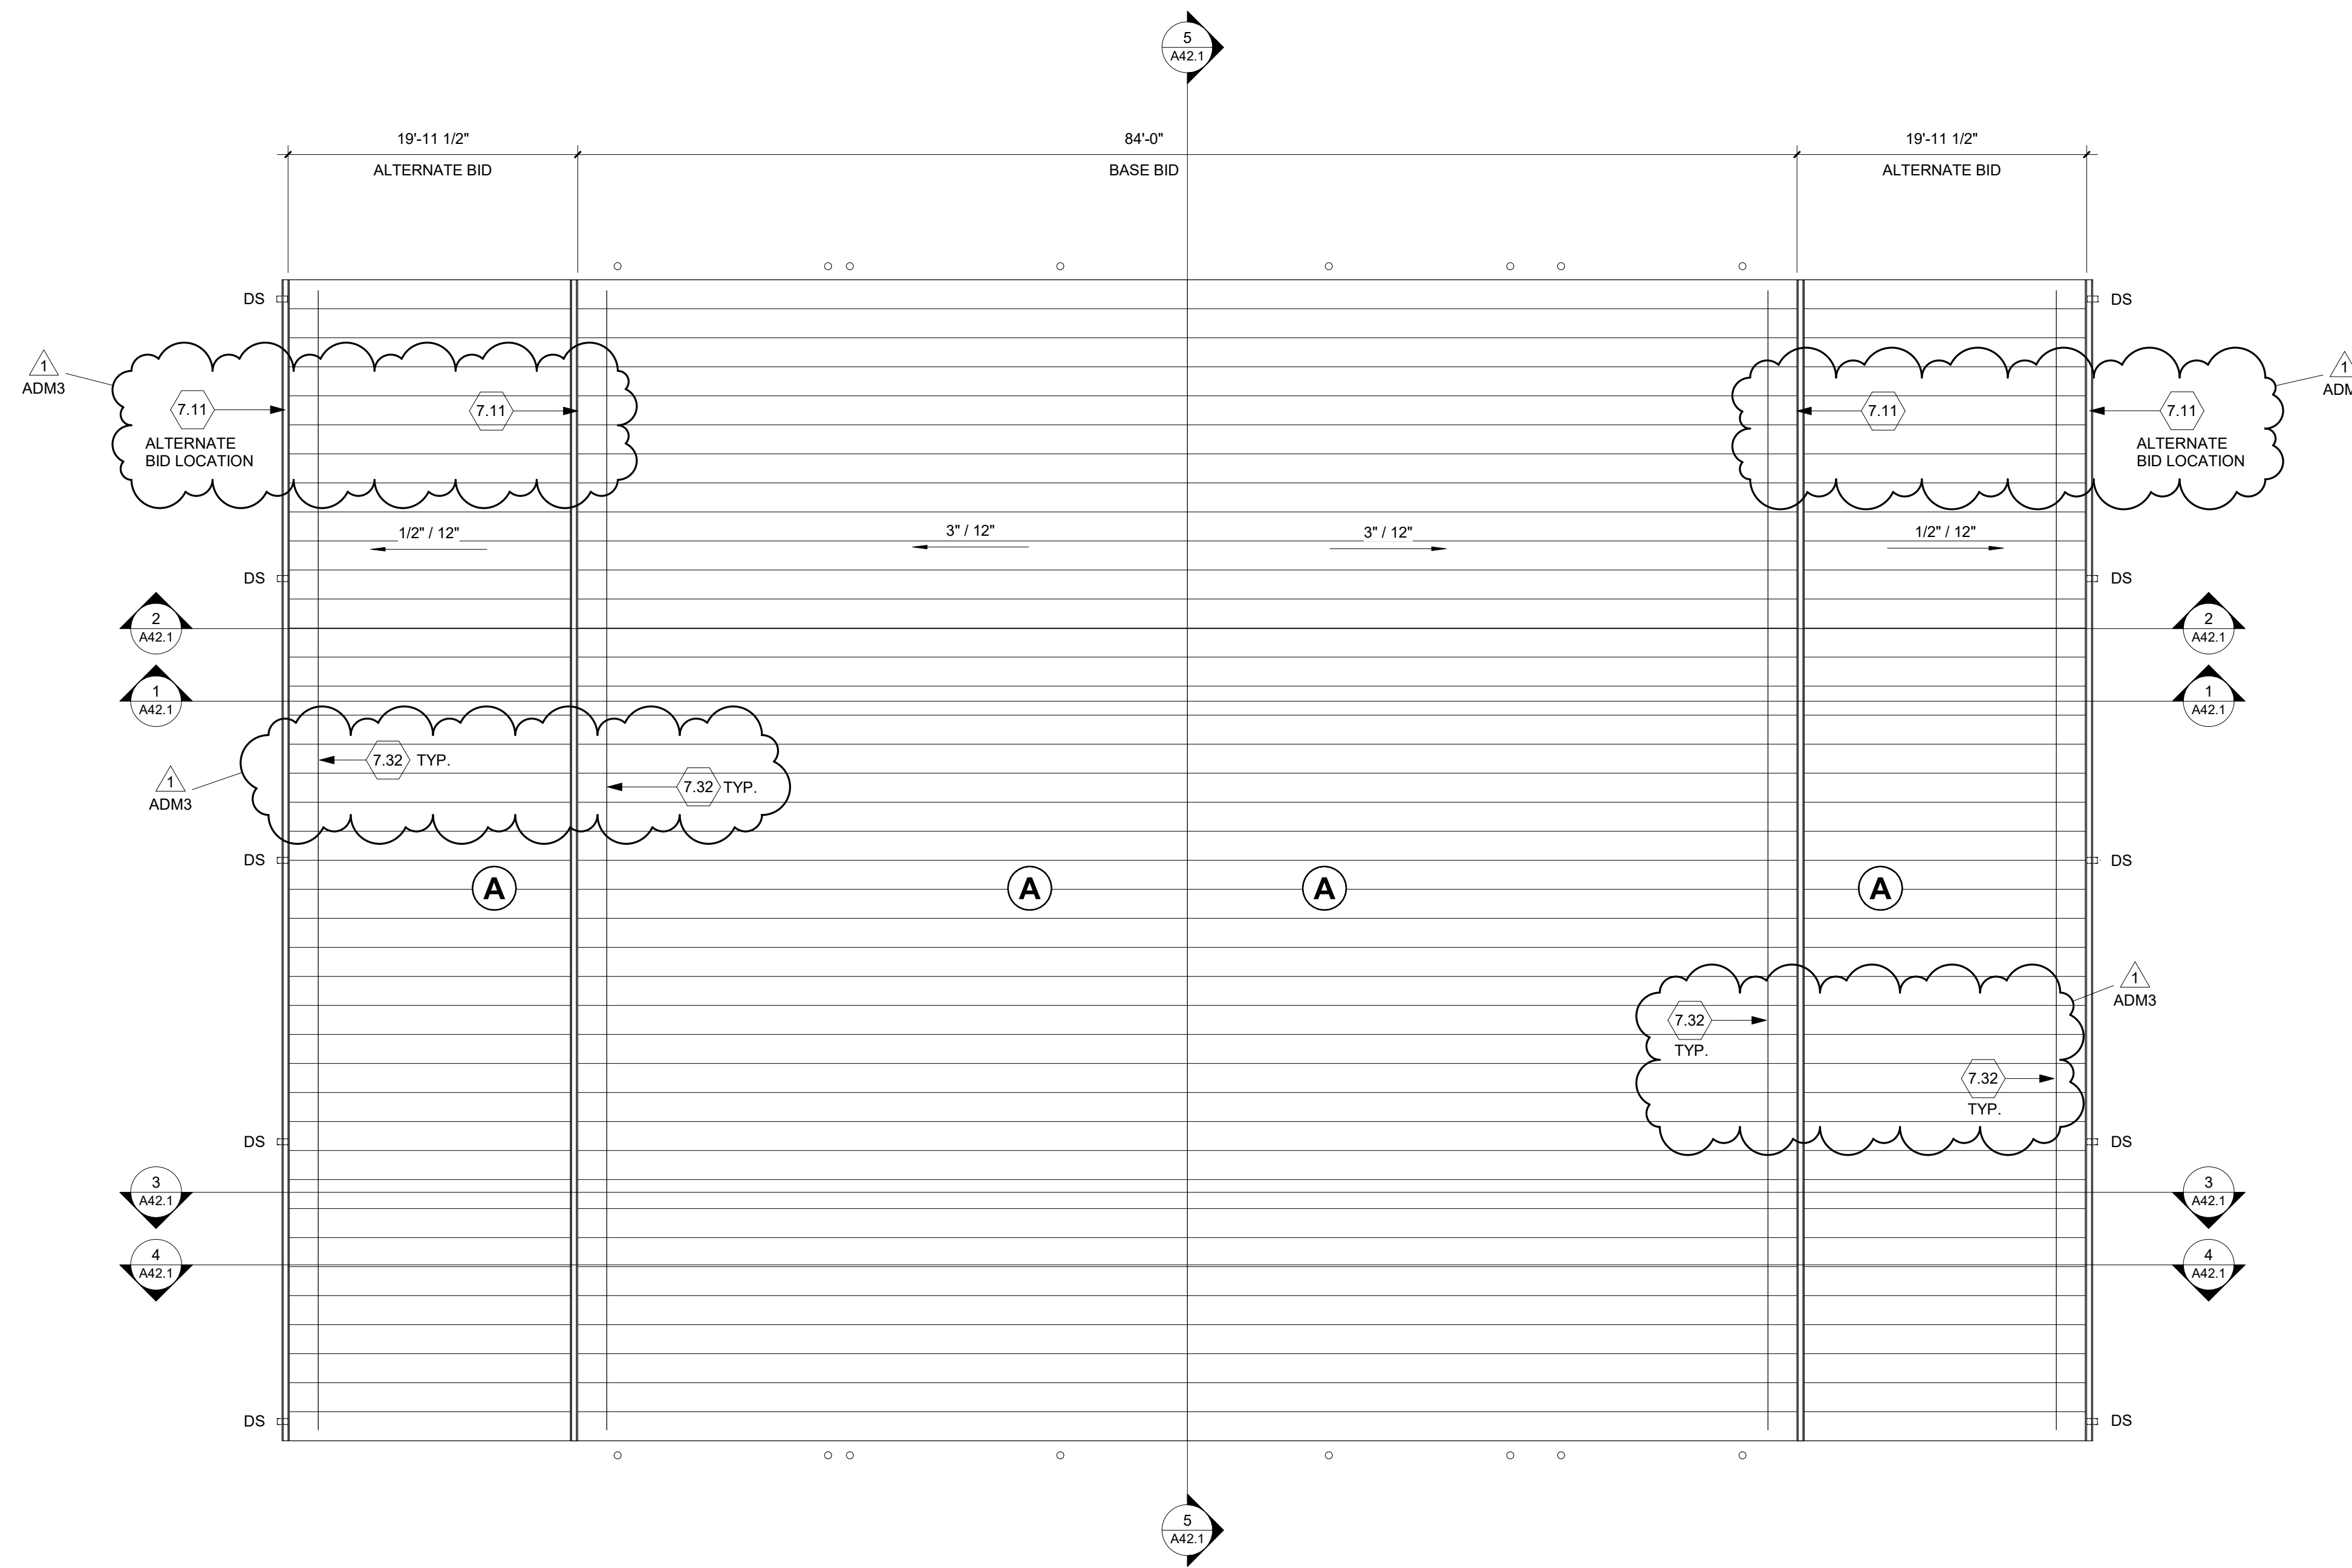 5
A42.1
19'-11 1/2"
84'-0"
19'-11 1/2"
ALTERNATE BID
BASE BID
ALTERNATE BID
DS
DS
1
ADM3
1
ADM
7.11
7.11
7.11
7.11
ALTERNATE
BID LOCATION
ALTERNATE
BID LOCATION
1/2" / 12"
3" / 12"
3" / 12"
1/2" / 12"
DS
DS
2
A42.1
2
A42.1
1
A42.1
1
A42.1
7.32 TYP.
7.32 TYP.
1
ADM3
DS
DS
A
A
A
A
1
ADM3
7.32
TYP.
7.32
TYP.
DS
DS
3
A42.1
3
A42.1
4
A42.1
4
A42.1
DS
DS
5
A42.1